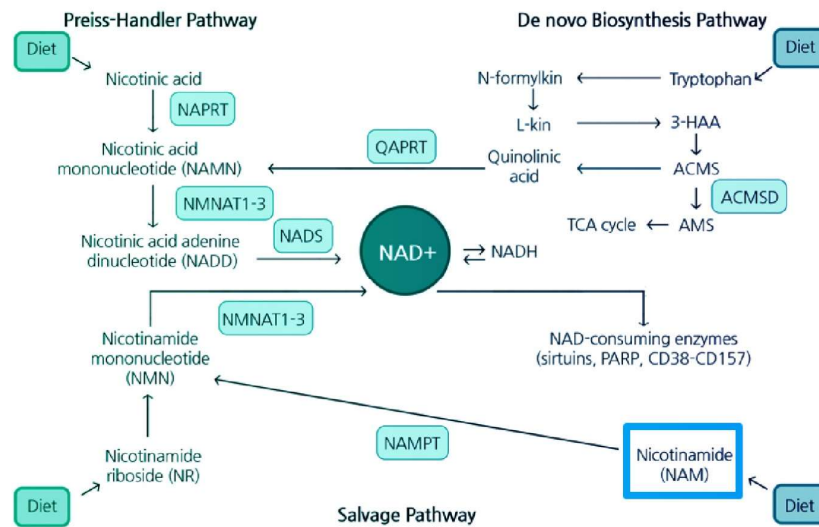 Preiss-Handler Pathway
De novo Biosynthesis Pathway
Diet
Diet
Nicotinic acid
N-formylkin
Tryptophan
NAPRT
L-kin
3-HAA
Nicotinic acid
mononucleotide (NAMN)
QAPRT
Quinolinic
acid
ACMS
NMNAT1-3
ACMSD
Nicotinic acid adenine
dinucleotide (NADD)
NADS
NAD+
NADH
TCA cycle
AMS
NMNAT1-3
Nicotinamide
mononucleotide
(NMN)
NAD-consuming enzymes
(sirtuins, PARP, CD38-CD157)
NAMPT
Nicotinamide
riboside (NR)
Nicotinamide
(NAM)
Diet
Diet
Salvage Pathway